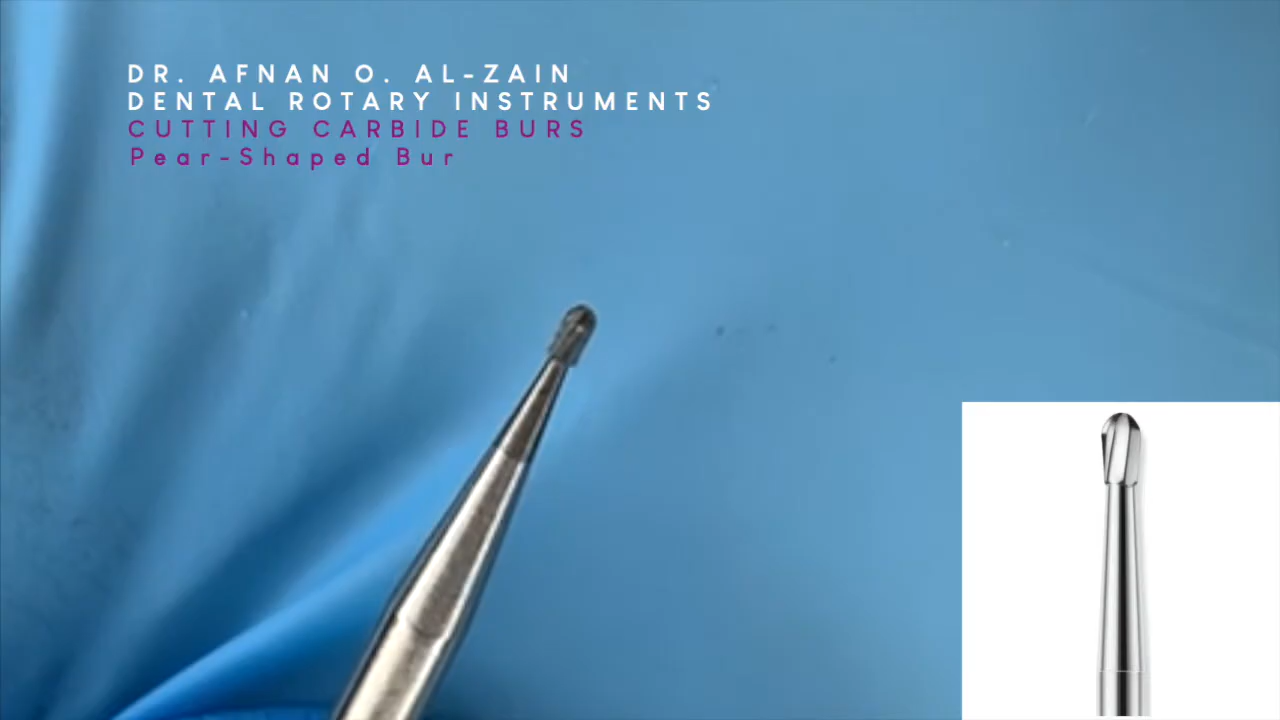 DR. AFNAN O. AL-ZAIN
DENTAL ROTARY INSTRUMENTS
CUTTING CARBIDE BURS
Pear-Shaped Bur